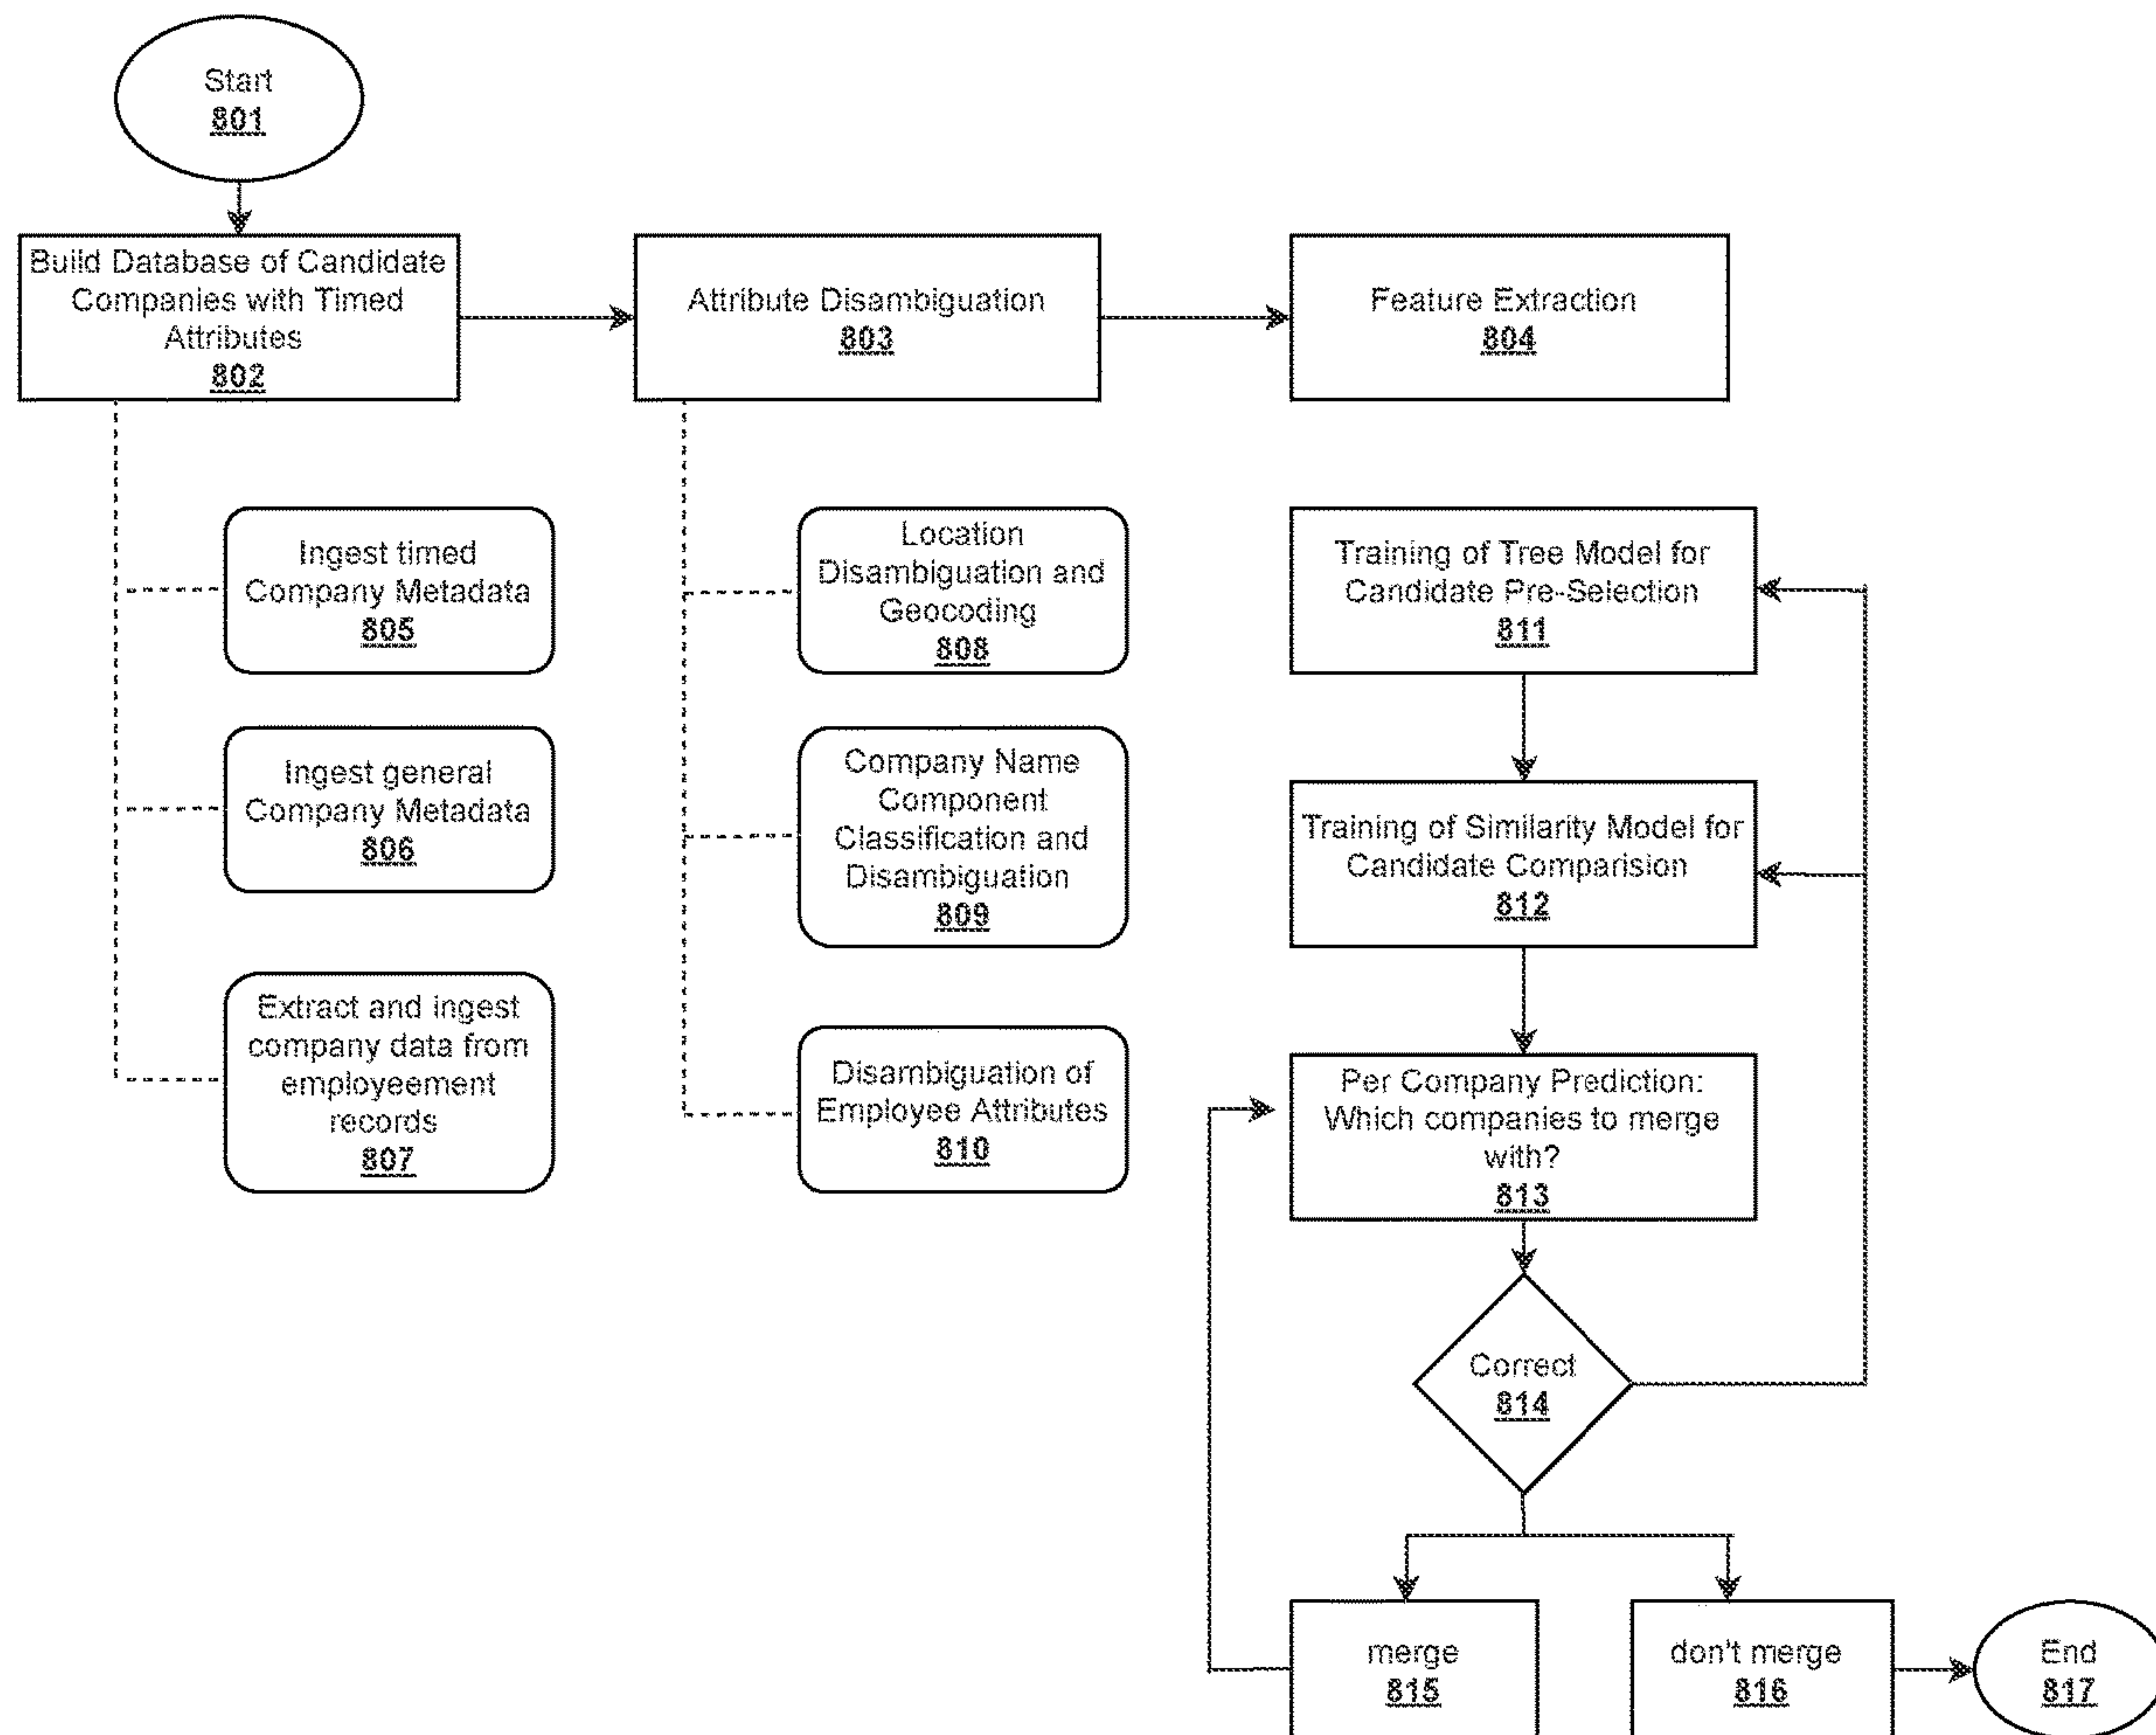 Start
801
Build Database of Candidate
Companies with Timed
Attributes
802
Attribute Disambiguation
803
Feature Extraction
804
Ingest timed
Company Metadata
805
Ingest general
Company Metadata
806
Extract and ingest
company data from
employeement
records
807
Location
Disambiguation and
Geocoding
808
Company Name
Component
Classification and
Disambiguation
809
Disambiguation of
Employee Attributes
810
Training of Tree Model for
Candidate Pre-Selection
811
Training of Similarity Model for
Candidate Comparision
812
Per Company Prediction:
Which companies to merge
with?
813
Correct
814
merge
815
don't merge
816
End
817